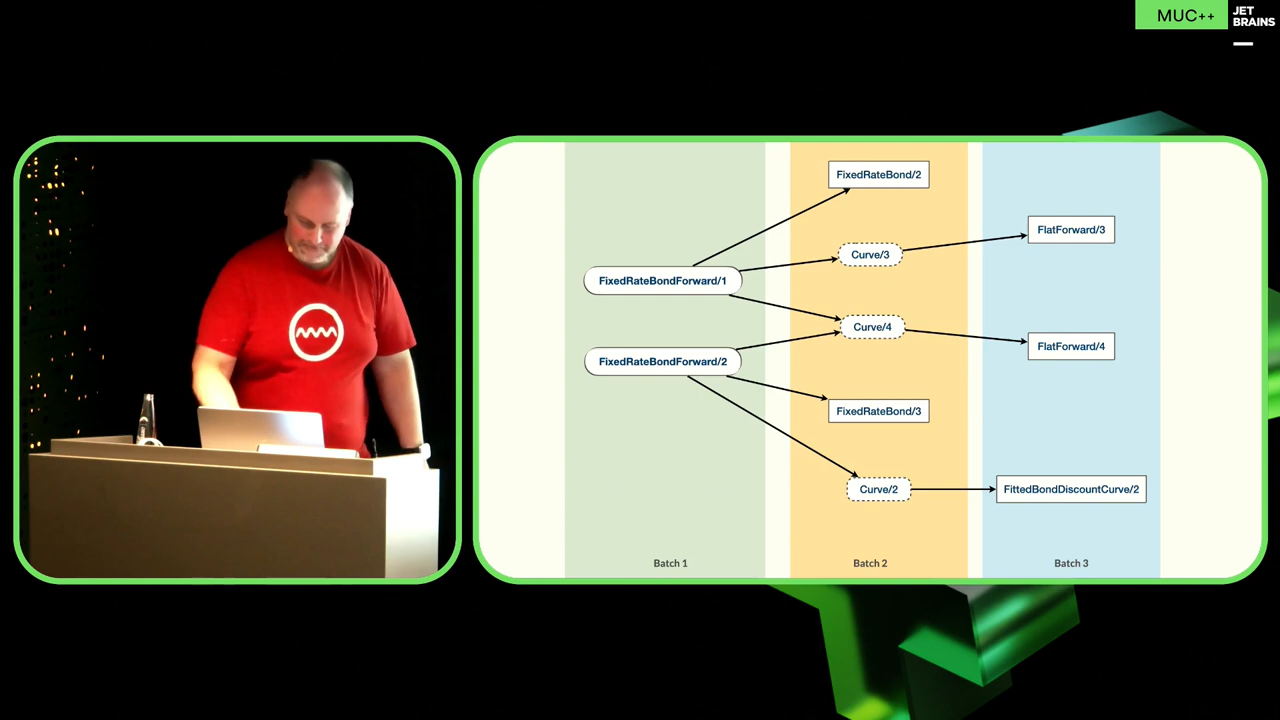 MUC++
JET
BRAINS
FixedRateBond/2
FlatForward/3
Curve/3
FixedRateBondForward/1
Curve/4
FlatForward/4
FixedRateBondForward/2
FixedRateBond/3
Curve/2
FittedBondDiscountCurve/2
Batch 1
Batch 2
Batch 3